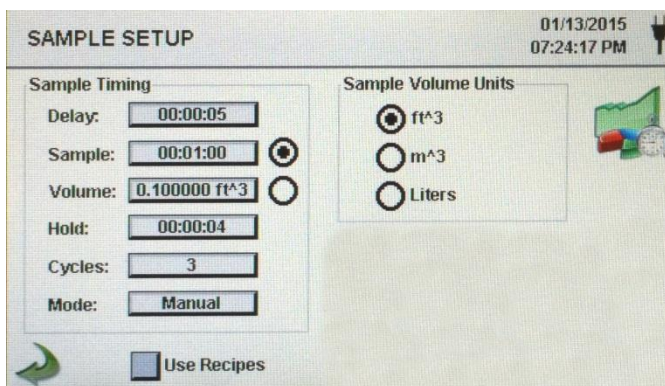 SAMPLE SETUP
01/13/2015
07:24:17 PM
Sample Timing
Delay: 00:00:05
Sample: 00:01:00
Volume: 0.100000 ft^3
Hold: 00:00:04
Cycles: 3
Mode: Manual
Use Recipes
Sample Volume Units
ft^3
m^3
Liters